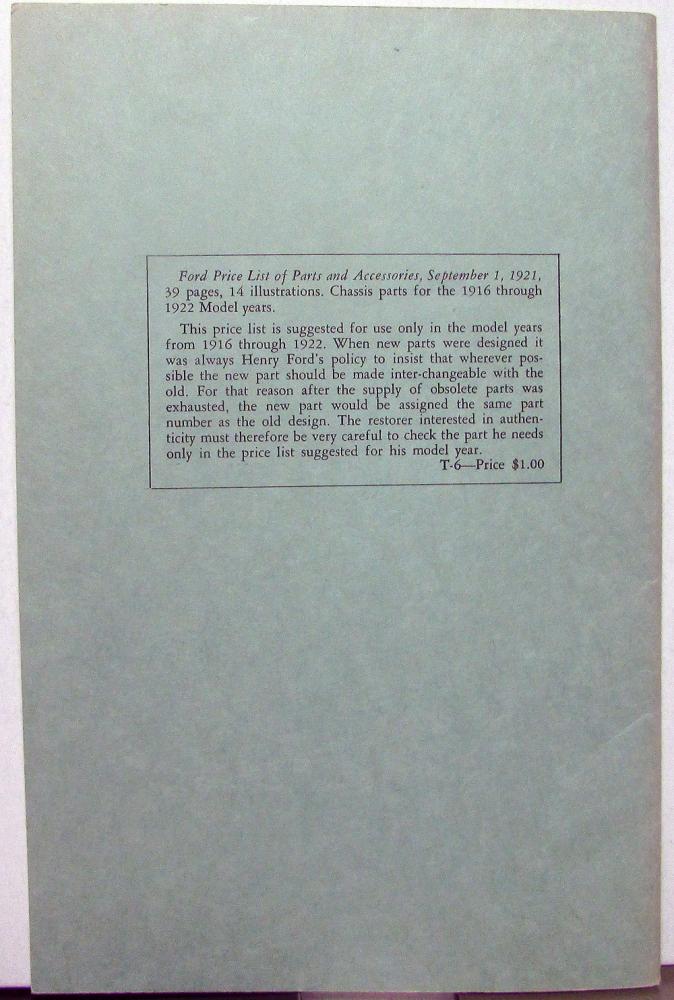 Ford Price List of Parts and Accessories, September 1, 1921,
39 pages, 14 illustrations. Chassis parts for the 1916 through
1922 Model years.
This price list is suggested for use only in the model years
from 1916 through 1922. When new parts were designed it
was always Henry Ford's policy to insist that wherever pos-
sible the new part should be made inter-changeable with the
old. For that reason after the supply of obsolete parts was
exhausted, the new part would be assigned the same part
number as the old design. The restorer interested in authen-
ticity must therefore be very careful to check the part he needs
only in the price list suggested for his model year.
T-6—Price $1.00